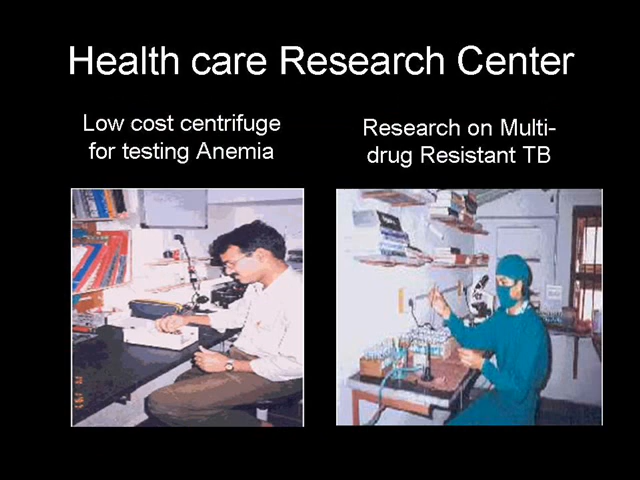 Health care Research Center
Low cost centrifuge
for testing Anemia
Research on Multi-
drug Resistant TB